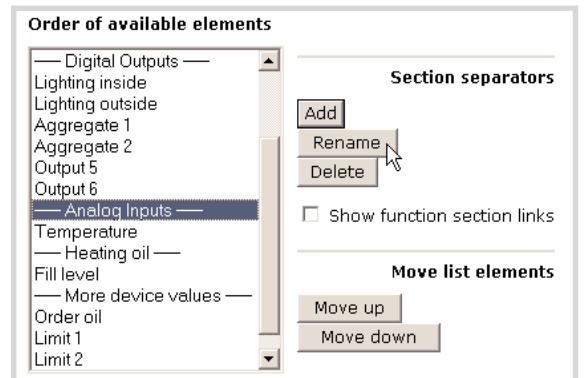 Order of available elements
── Digital Outputs ──
Lighting inside
Lighting outside
Aggregate 1
Aggregate 2
Output 5
Output 6
── Analog Inputs ──
Temperature
── Heating oil ──
Fill level
── More device values ──
Order oil
Limit 1
Limit 2
Section separators
Add
Rename
Delete
Show function section links
Move list elements
Move up
Move down